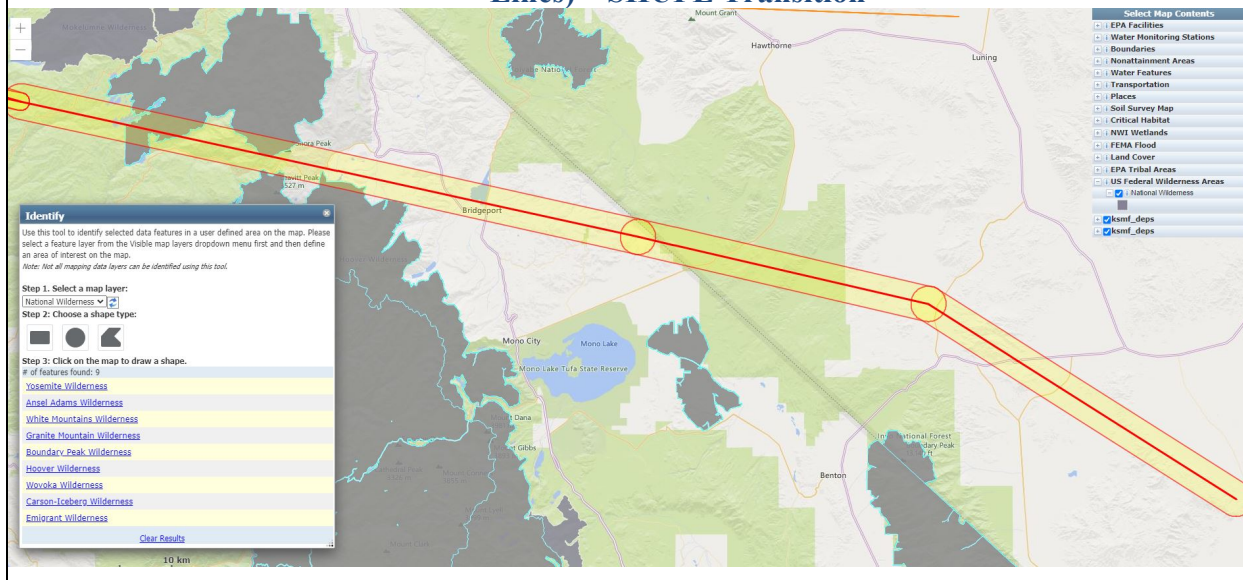 Lines) – SHCPE Transition
Mokelumne Wilderness
Mount Grant
Hawthorne
Luning
Select Map Contents
EPA Facilities
Water Monitoring Stations
Boundaries
Nonattainment Areas
Water Features
Transportation
Places
Soil Survey Map
Critical Habitat
NWI Wetlands
FEMA Flood
Land Cover
EPA Tribal Areas
US Federal Wilderness Areas
National Wilderness
ksmf_deps
ksmf_deps
Bridgeport
Identify
Use this tool to identify selected data features in a user defined area on the map. Please
select a feature layer from the Visible map layers dropdown menu first and then define
an area of interest on the map.
Note: Not all mapping data layers can be identified using this tool.
Step 1. Select a map layer:
National Wilderness
Step 2: Choose a shape type:
Step 3: Click on the map to draw a shape.
# of features found: 9
Yosemite Wilderness
Ansel Adams Wilderness
White Mountains Wilderness
Granite Mountain Wilderness
Boundary Peak Wilderness
Hoover Wilderness
Wovoka Wilderness
Carson-Iceberg Wilderness
Emigrant Wilderness
Clear Results
10 km
Mono City
Mono Lake
Mono Lake Tufa State Reserve
Dana
Gibbs
Benton